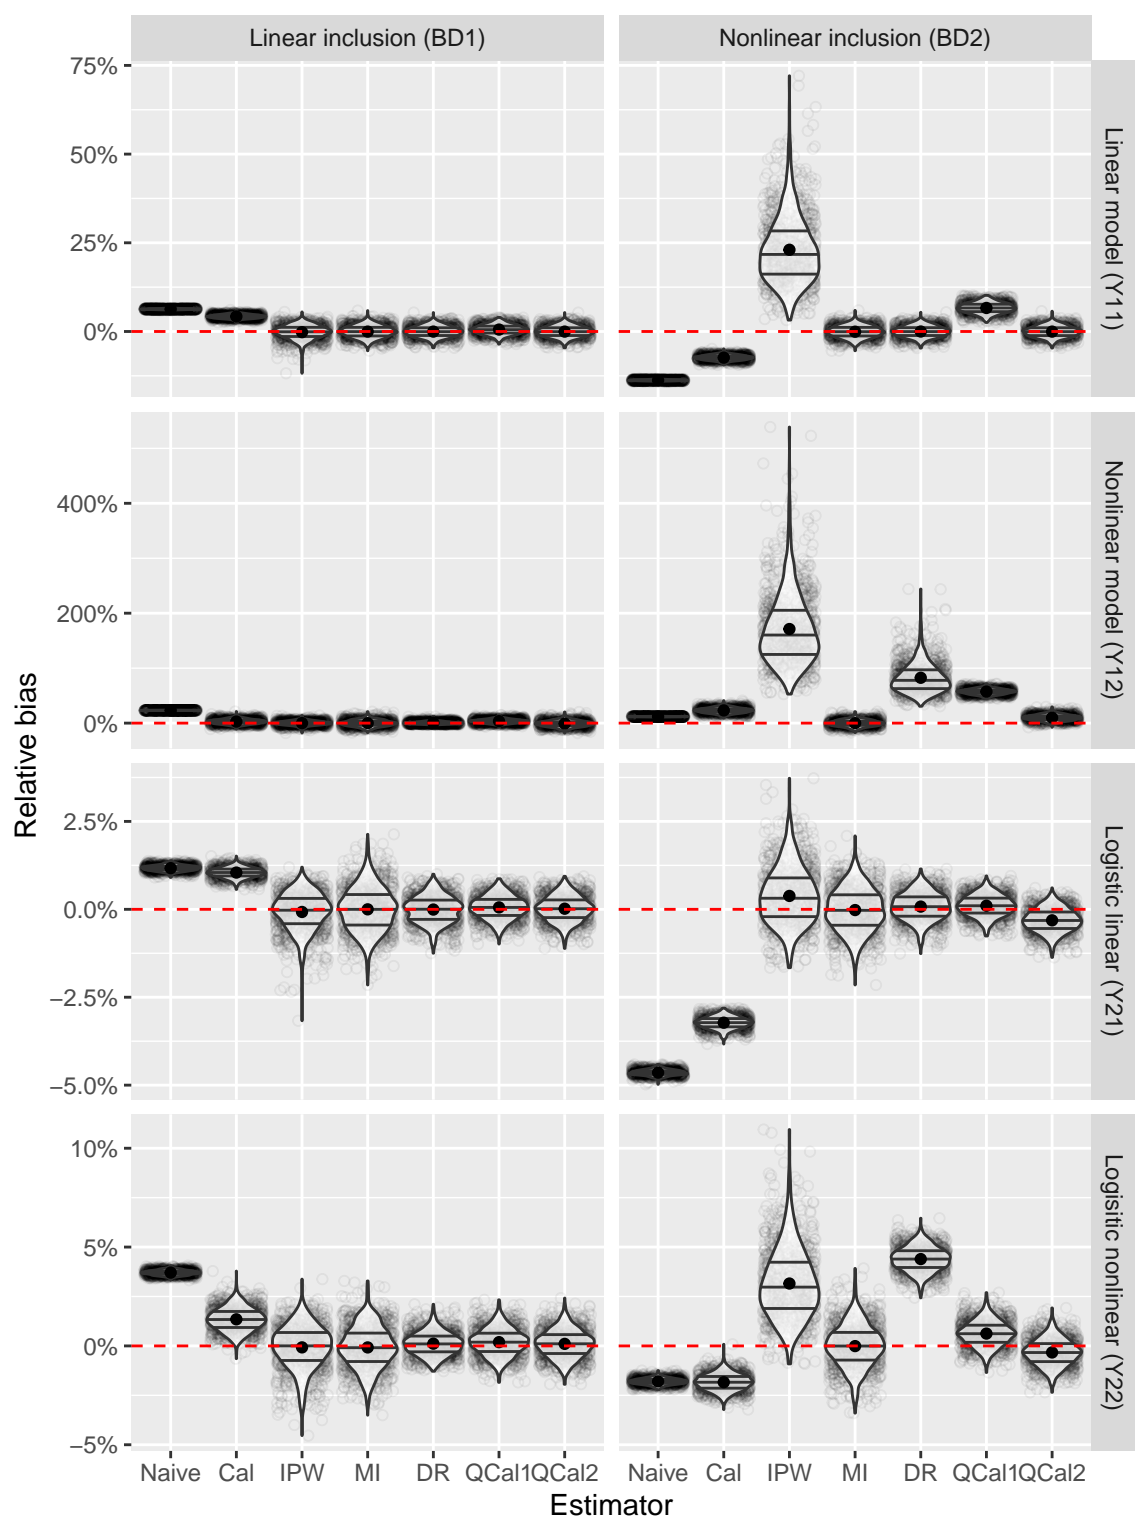 Linear inclusion (BD1)
Nonlinear inclusion (BD2)
75%
50%
25%
0%
Linear model (Y11)
400%
200%
0%
Nonlinear model (Y12)
2.5%
0.0%
−2.5%
−5.0%
Logistic linear (Y21)
10%
5%
0%
−5%
Logisitic nonlinear (Y22)
Relative bias
Naive Cal IPW MI DR QCal1 QCal2
Naive Cal IPW MI DR QCal1 QCal2
Estimator